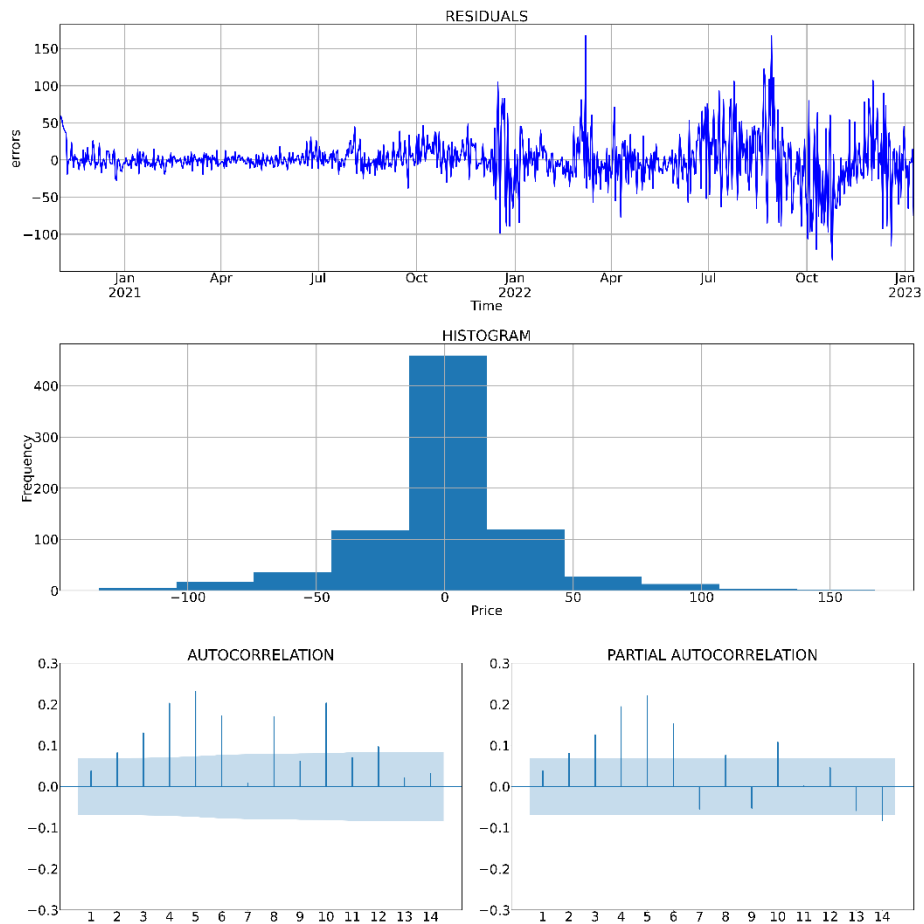 RESIDUALS
150
100
50
0
−50
−100
errors
Jan Apr Jul Oct Jan Apr Jul Oct Jan
2021 2022 2023
Time
HISTOGRAM
400
300
200
100
0
Frequency
−100 −50 0 50 100 150
Price
AUTOCORRELATION
0.3
0.2
0.1
0.0
−0.1
−0.2
−0.3
1 2 3 4 5 6 7 8 9 10 11 12 13 14
PARTIAL AUTOCORRELATION
0.3
0.2
0.1
0.0
−0.1
−0.2
−0.3
1 2 3 4 5 6 7 8 9 10 11 12 13 14